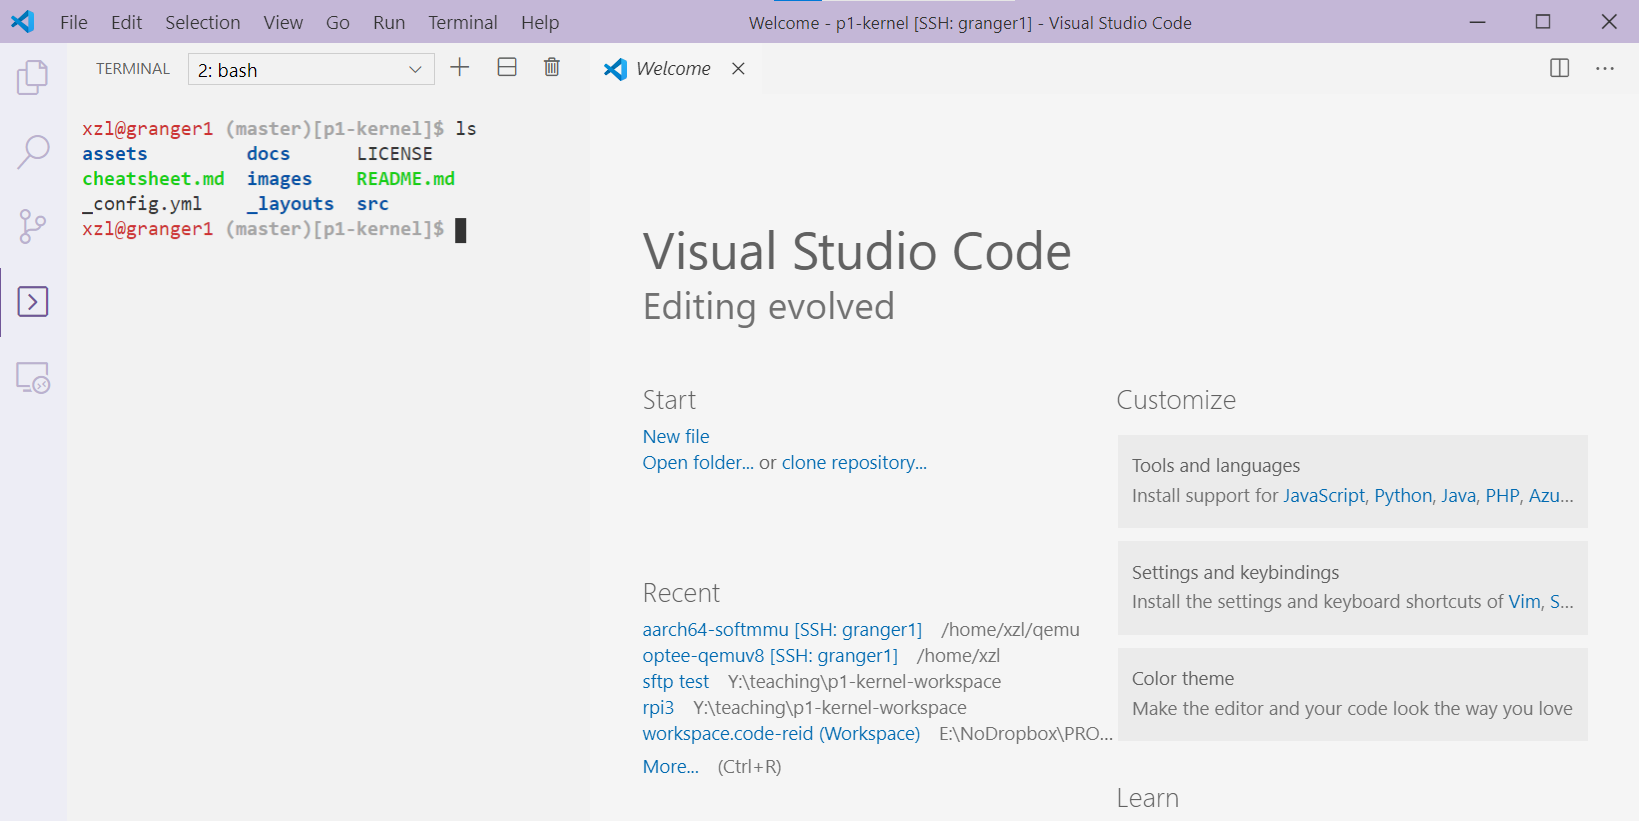 File Edit Selection View Go Run Terminal Help
Welcome - p1-kernel [SSH: granger1] - Visual Studio Code
TERMINAL 2: bash
xzl@granger1 (master)[p1-kernel]$ ls
assets docs LICENSE
cheatsheet.md images README.md
_config.yml _layouts src
xzl@granger1 (master)[p1-kernel]$
Welcome
Visual Studio Code
Editing evolved
Start
New file
Open folder... or clone repository...
Recent
aarch64-softmmu [SSH: granger1] /home/xzl/qemu
optee-qemuv8 [SSH: granger1] /home/xzl
sftp test Y:\teaching\p1-kernel-workspace
rpi3 Y:\teaching\p1-kernel-workspace
workspace.code-reid (Workspace) E:\NoDropbox\PRO...
More... (Ctrl+R)
Customize
Tools and languages
Install support for JavaScript, Python, Java, PHP, Azu...
Settings and keybindings
Install the settings and keyboard shortcuts of Vim, S...
Color theme
Make the editor and your code look the way you love
Learn